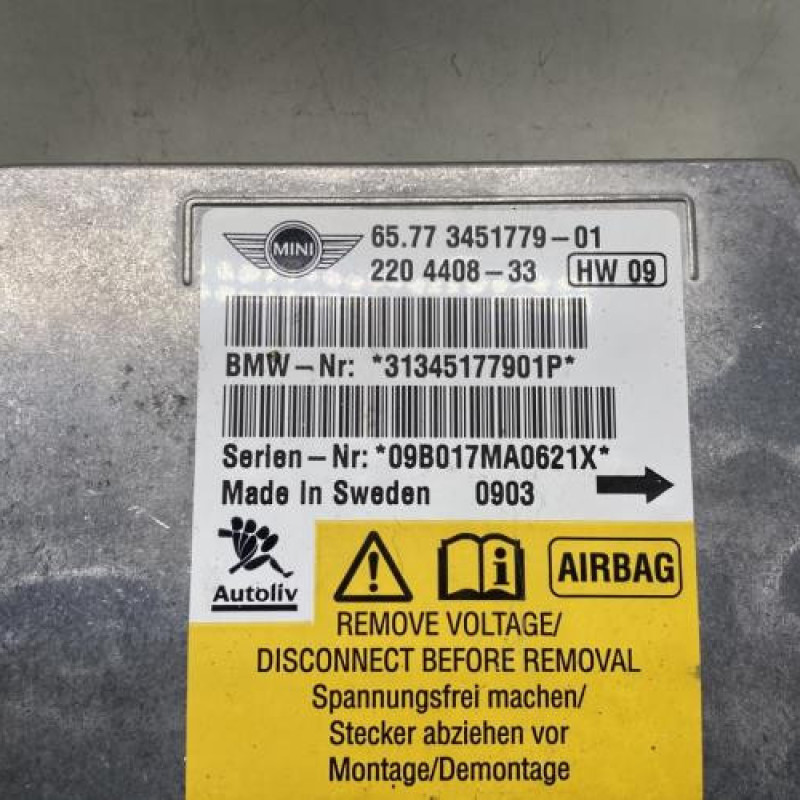 MINI
65.77 3451779-01
220 4408-33 HW 09
BMW-Nr: *31345177901P*
Serien-Nr: *09B017MA0621X*
Made in Sweden 0903
Autoliv
i
AIRBAG
REMOVE VOLTAGE/
DISCONNECT BEFORE REMOVAL
Spannungsfrei machen/
Stecker abziehen vor
Montage/Demontage